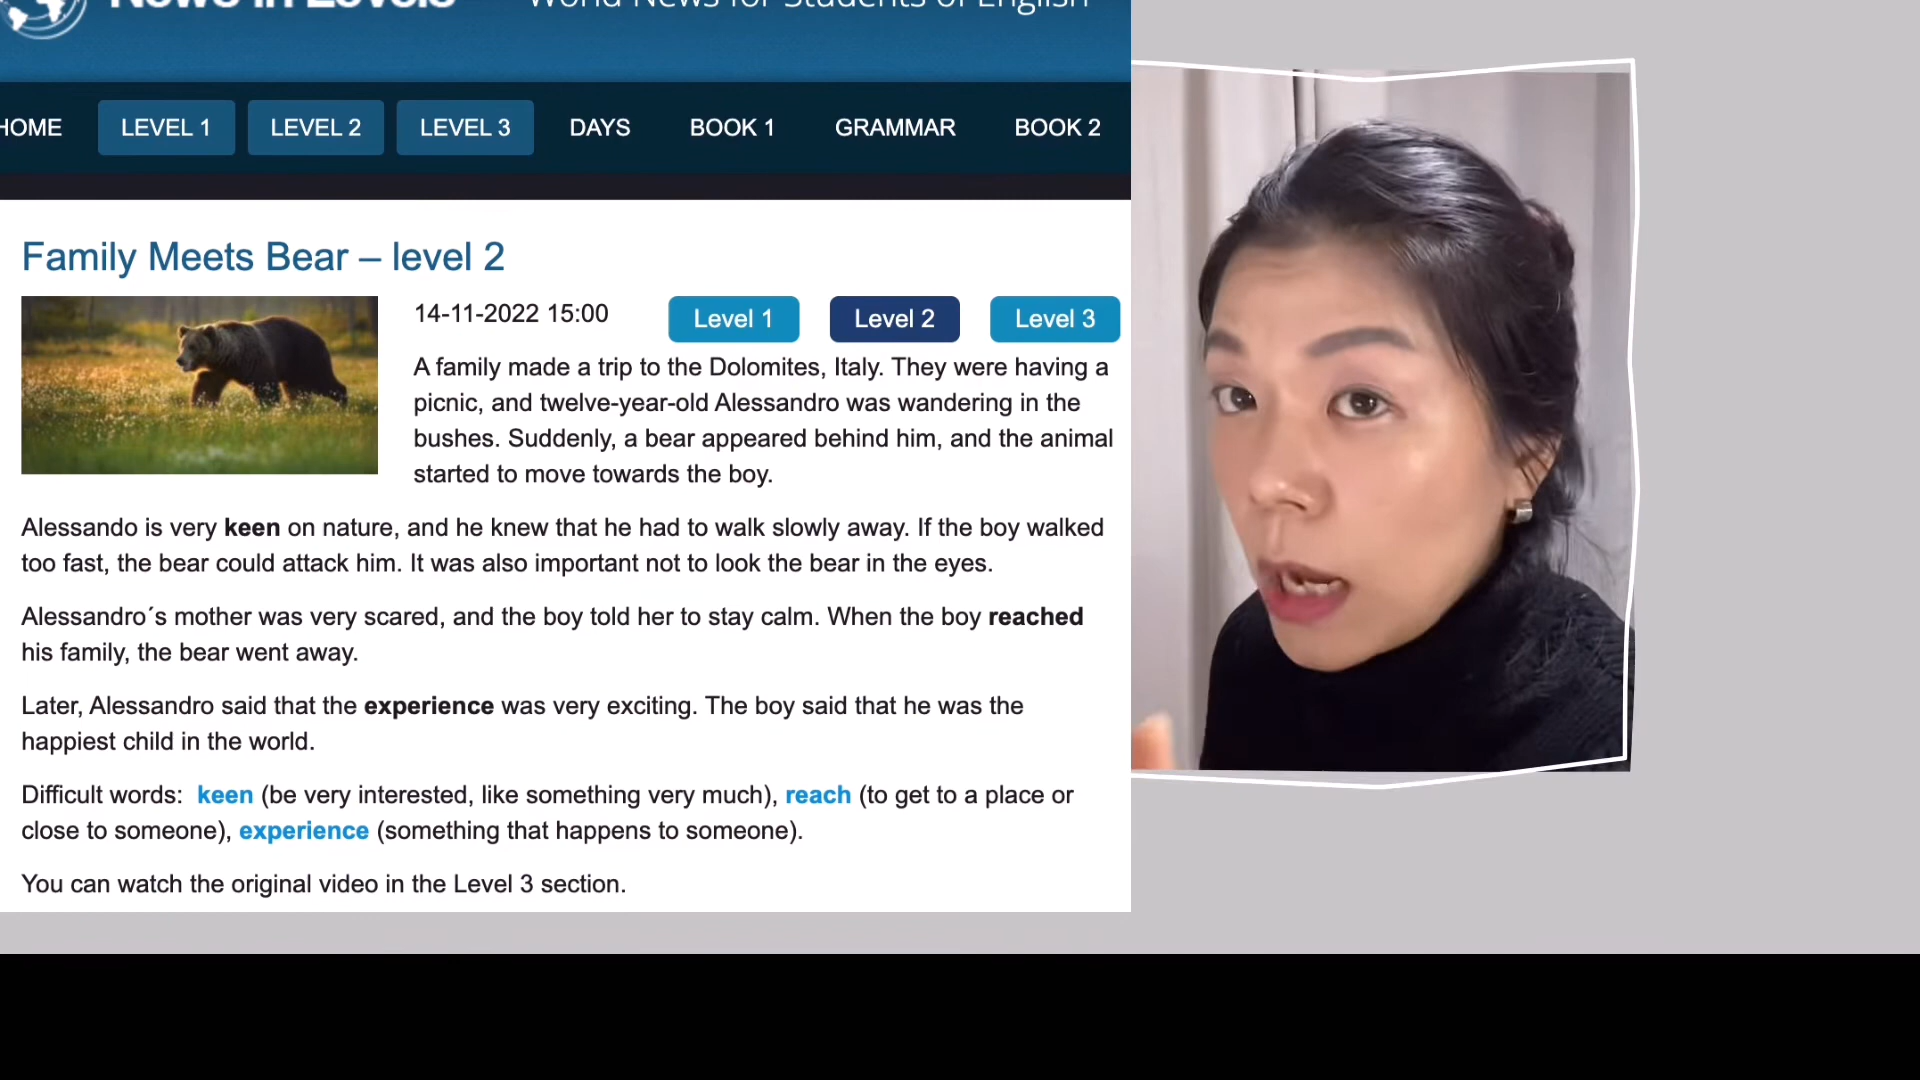 News in Levels
World News for Students of English
HOME LEVEL 1 LEVEL 2 LEVEL 3 DAYS BOOK 1 GRAMMAR BOOK 2
Family Meets Bear – level 2
14-11-2022 15:00 Level 1 Level 2 Level 3
A family made a trip to the Dolomites, Italy. They were having a
picnic, and twelve-year-old Alessandro was wandering in the
bushes. Suddenly, a bear appeared behind him, and the animal
started to move towards the boy.
Alessando is very keen on nature, and he knew that he had to walk slowly away. If the boy walked
too fast, the bear could attack him. It was also important not to look the bear in the eyes.
Alessandro´s mother was very scared, and the boy told her to stay calm. When the boy reached
his family, the bear went away.
Later, Alessandro said that the experience was very exciting. The boy said that he was the
happiest child in the world.
Difficult words: keen (be very interested, like something very much), reach (to get to a place or
close to someone), experience (something that happens to someone).
You can watch the original video in the Level 3 section.